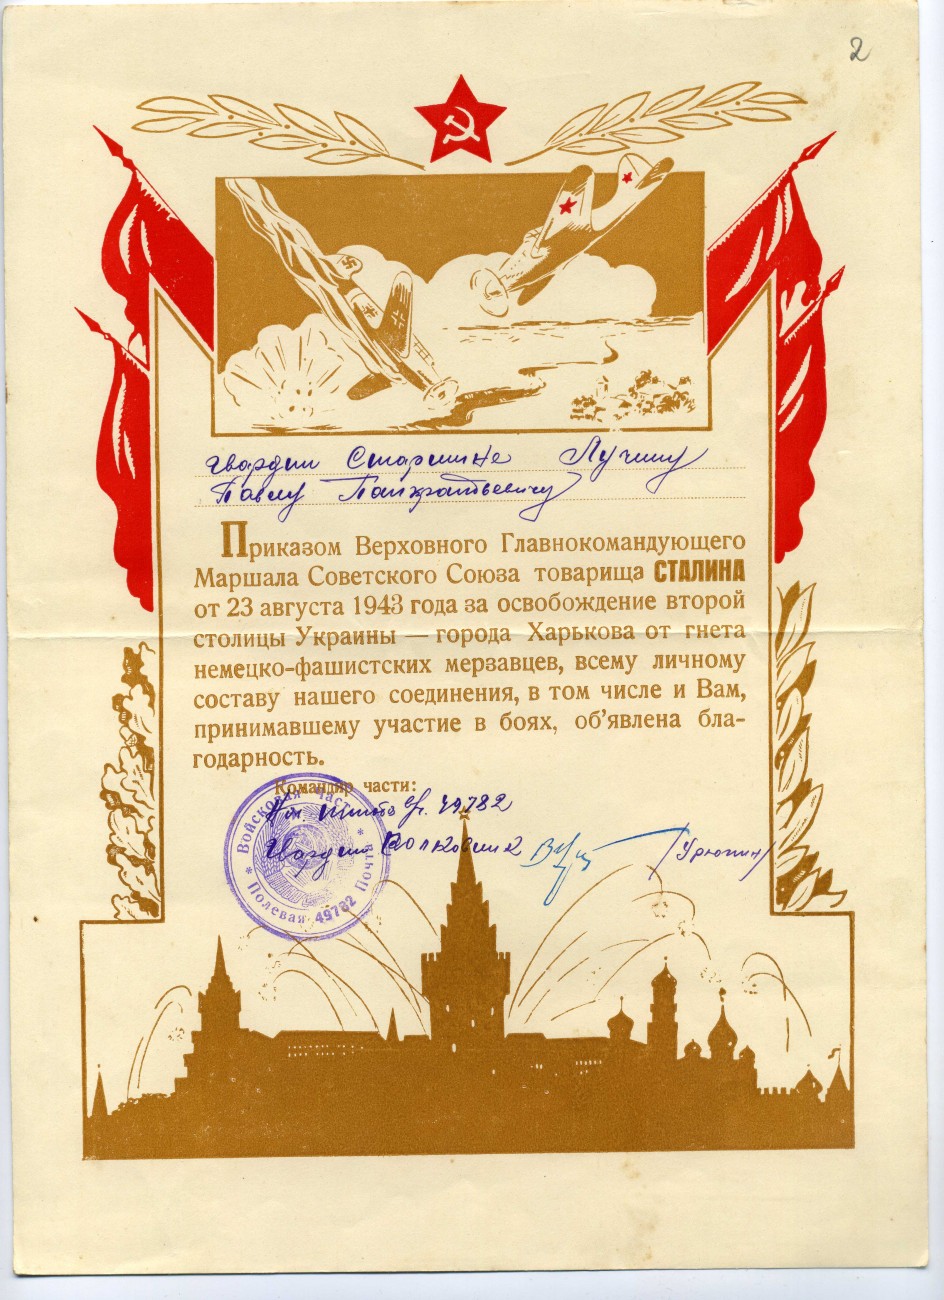 2
гвардии Старшине Лучину
Павлу Панкратьевичу
Приказом Верховного Главнокомандующего
Маршала Советского Союза товарища СТАЛИНА
от 23 августа 1943 года за освобождение второй
столицы Украины — города Харькова от гнета
немецко-фашистских мерзавцев, всему личному
составу нашего соединения, в том числе и Вам,
принимавшему участие в боях, об'явлена бла-
годарность.
Командир части:
Нач. штаба 49782
Гвардии Полковник (Урюпин)
* Войсковая часть * Полевая 49782 Почта